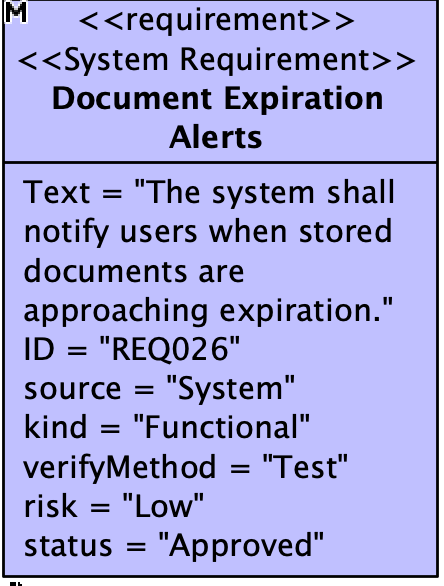 M
<<requirement>>
<<System Requirement>>
Document Expiration
Alerts
Text = "The system shall
notify users when stored
documents are
approaching expiration."
ID = "REQ026"
source = "System"
kind = "Functional"
verifyMethod = "Test"
risk = "Low"
status = "Approved"